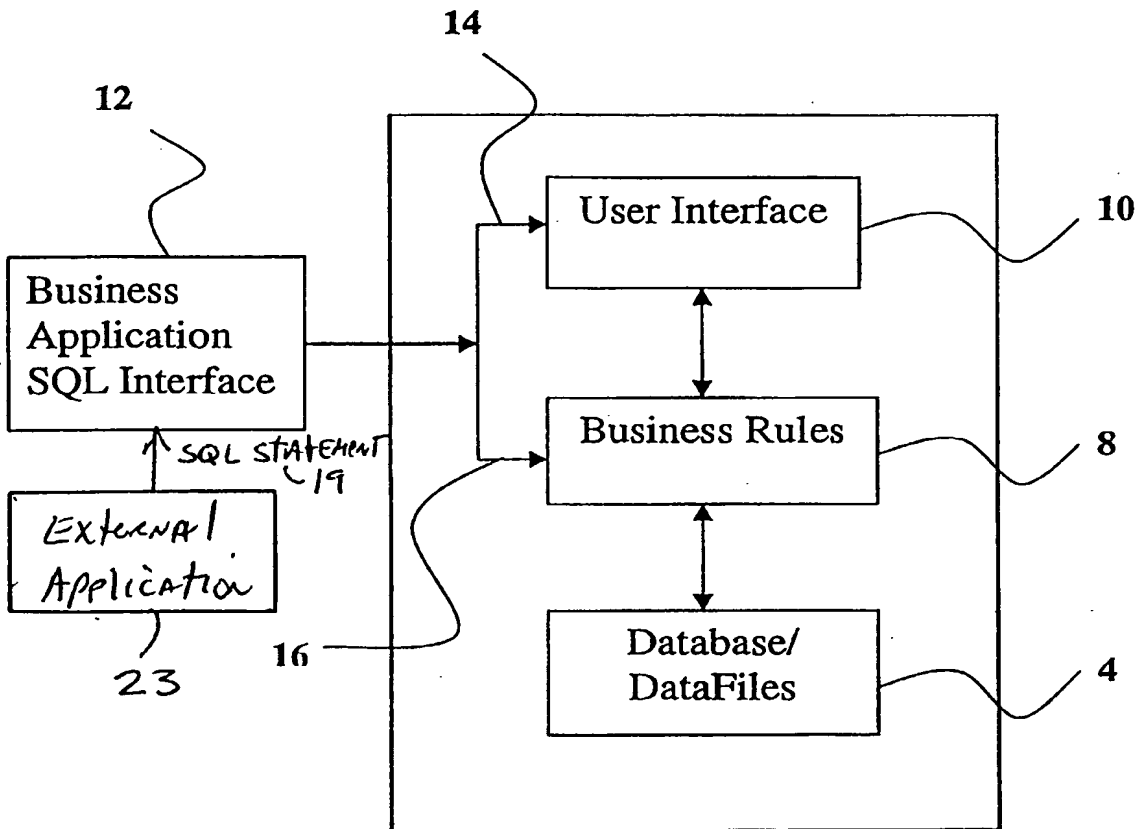 14
12
User Interface
10
Business
Application
SQL Interface
Business Rules
8
SQL STATEMENT
19
External
Application
23
16
Database/
DataFiles
4